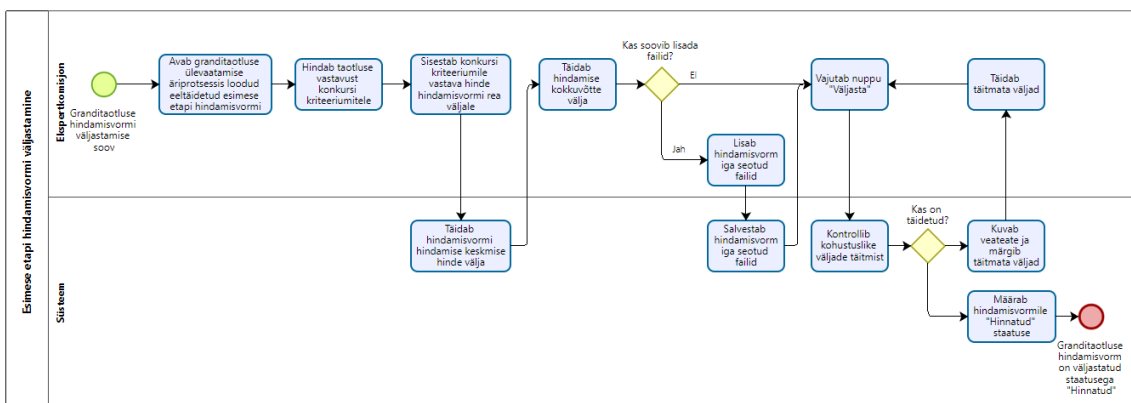 Esimese etapi hindamisvormi väljastamine
Ekspertkomisjon
Granditaotluse
hindamisvormi
väljastamise
soov
Avab granditaotluse
ülevaatamise
äriprotsessis loodud
eeltäidetud esimese
etapi hindamisvormi
Hindab taotluse
vastavust
konkursi
kriteeriumitele
Sisestab konkursi
kriteeriumile
vastava hinde
hindamisvormi rea
väljale
Täidab
hindamise
kokkuvõtte
välja
Kas soovib lisada
failid?
Ei
Jah
Lisab
hindamisvorm
iga seotud
failid
Vajutab nuppu
"Väljasta"
Täidab
täitmata väljad
Süsteem
Täidab
hindamisvormi
hindamise keskmise
hinde välja
Salvestab
hindamisvorm
iga seotud
failid
Kontrollib
kohustuslike
väljade täitmist
Kas on
täidetud?
Kuvab
veateate ja
märgib
täitmata väljad
Määrab
hindamisvormile
"Hinnatud"
staatuse
Granditaotluse
hindamisvorm
on väljastatud
staatusega
"Hinnatud"